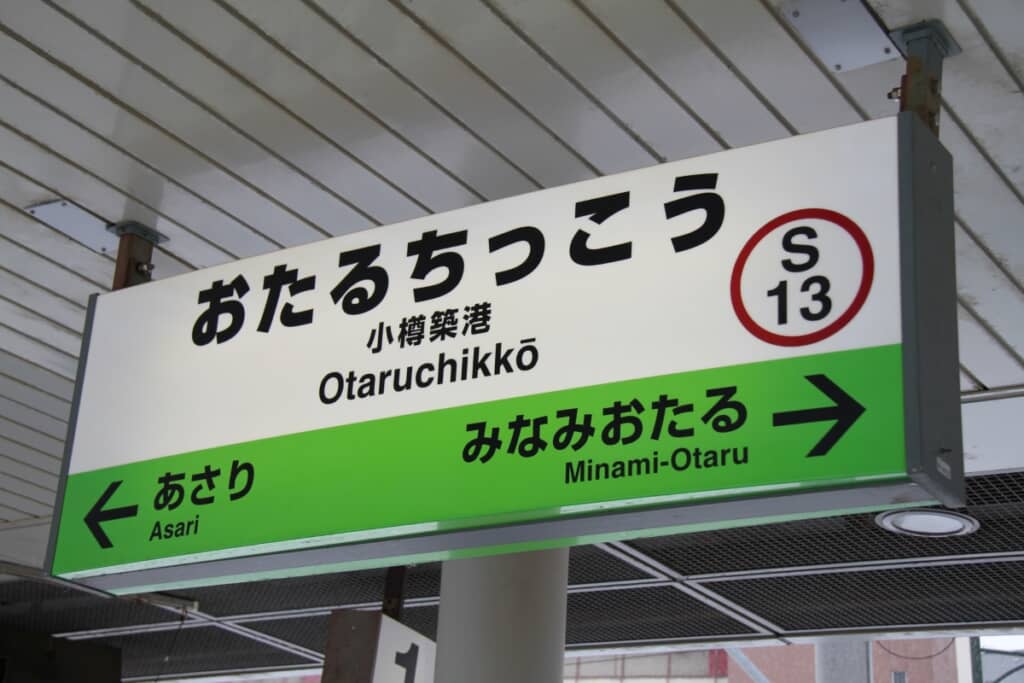 おたるちっこう
小樽築港
Otaruchikkō
S
13
みなみおたる
Minami-Otaru
→
←
あさり
Asari
1